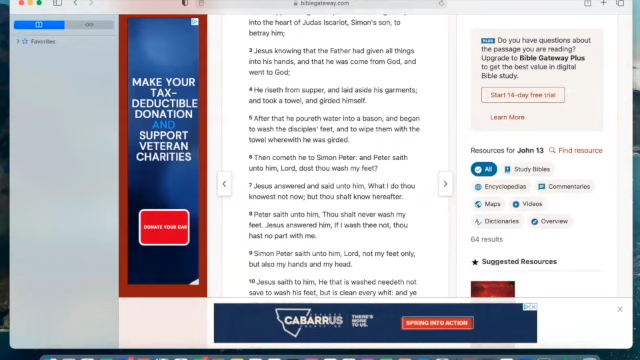 biblegateway.com
Favorites
MAKE YOUR
TAX-
DEDUCTIBLE
DONATION
AND
SUPPORT
VETERAN
CHARITIES
DONATE YOUR CAR
into the heart of Judas Iscariot, Simon's son, to
betray him;
3 Jesus knowing that the Father had given all things
into his hands, and that he was come from God, and
went to God;
4 He riseth from supper, and laid aside his garments;
and took a towel, and girded himself.
5 After that he poureth water into a bason, and began
to wash the disciples' feet, and to wipe them with the
towel wherewith he was girded.
6 Then cometh he to Simon Peter: and Peter saith
unto him, Lord, dost thou wash my feet?
7 Jesus answered and said unto him, What I do thou
knowest not now; but thou shalt know hereafter.
8 Peter saith unto him, Thou shalt never wash my
feet. Jesus answered him, If I wash thee not, thou
hast no part with me.
9 Simon Peter saith unto him, Lord, not my feet only,
but also my hands and my head.
10 Jesus saith to him, He that is washed needeth not
save to wash his feet, but is clean every whit: and ye
PLUS Do you have questions about
the passage you are reading?
Upgrade to Bible Gateway Plus
to get the best value in digital
Bible study.
Start 14-day free trial
Learn More
Resources for John 13
Find resource
All
Study Bibles
Encyclopedias
Commentaries
Maps
Videos
Dictionaries
Overview
64 results
Suggested Resources
CABARRUS
THERE'S
MORE
TO US.
SPRING INTO ACTION